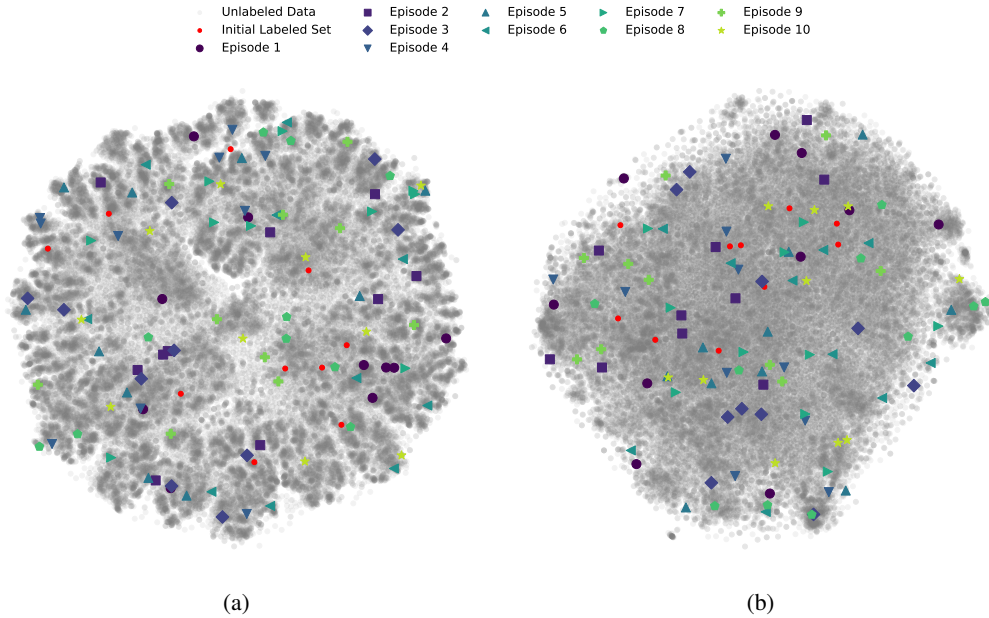 Unlabeled Data
Initial Labeled Set
Episode 1
Episode 2
Episode 3
Episode 4
Episode 5
Episode 6
Episode 7
Episode 8
Episode 9
Episode 10
(a)
(b)